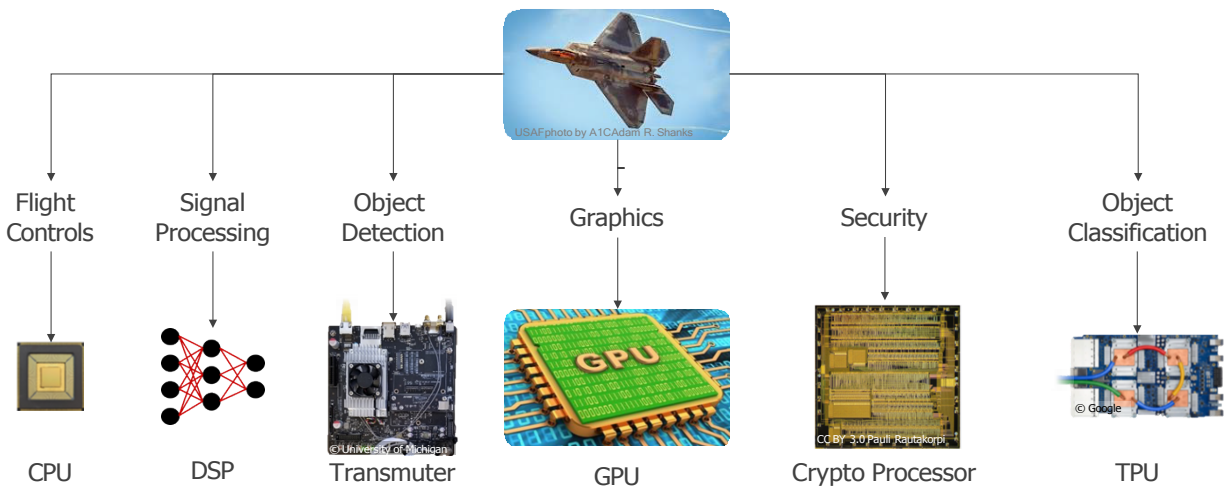 USAFphoto by A1CAdam R. Shanks
Flight
Controls
Signal
Processing
Object
Detection
Graphics
Security
Object
Classification
GPU
© University of Michigan
CC BY 3.0 Pauli Rautakorpi
© Google
CPU
DSP
Transmuter
GPU
Crypto Processor
TPU